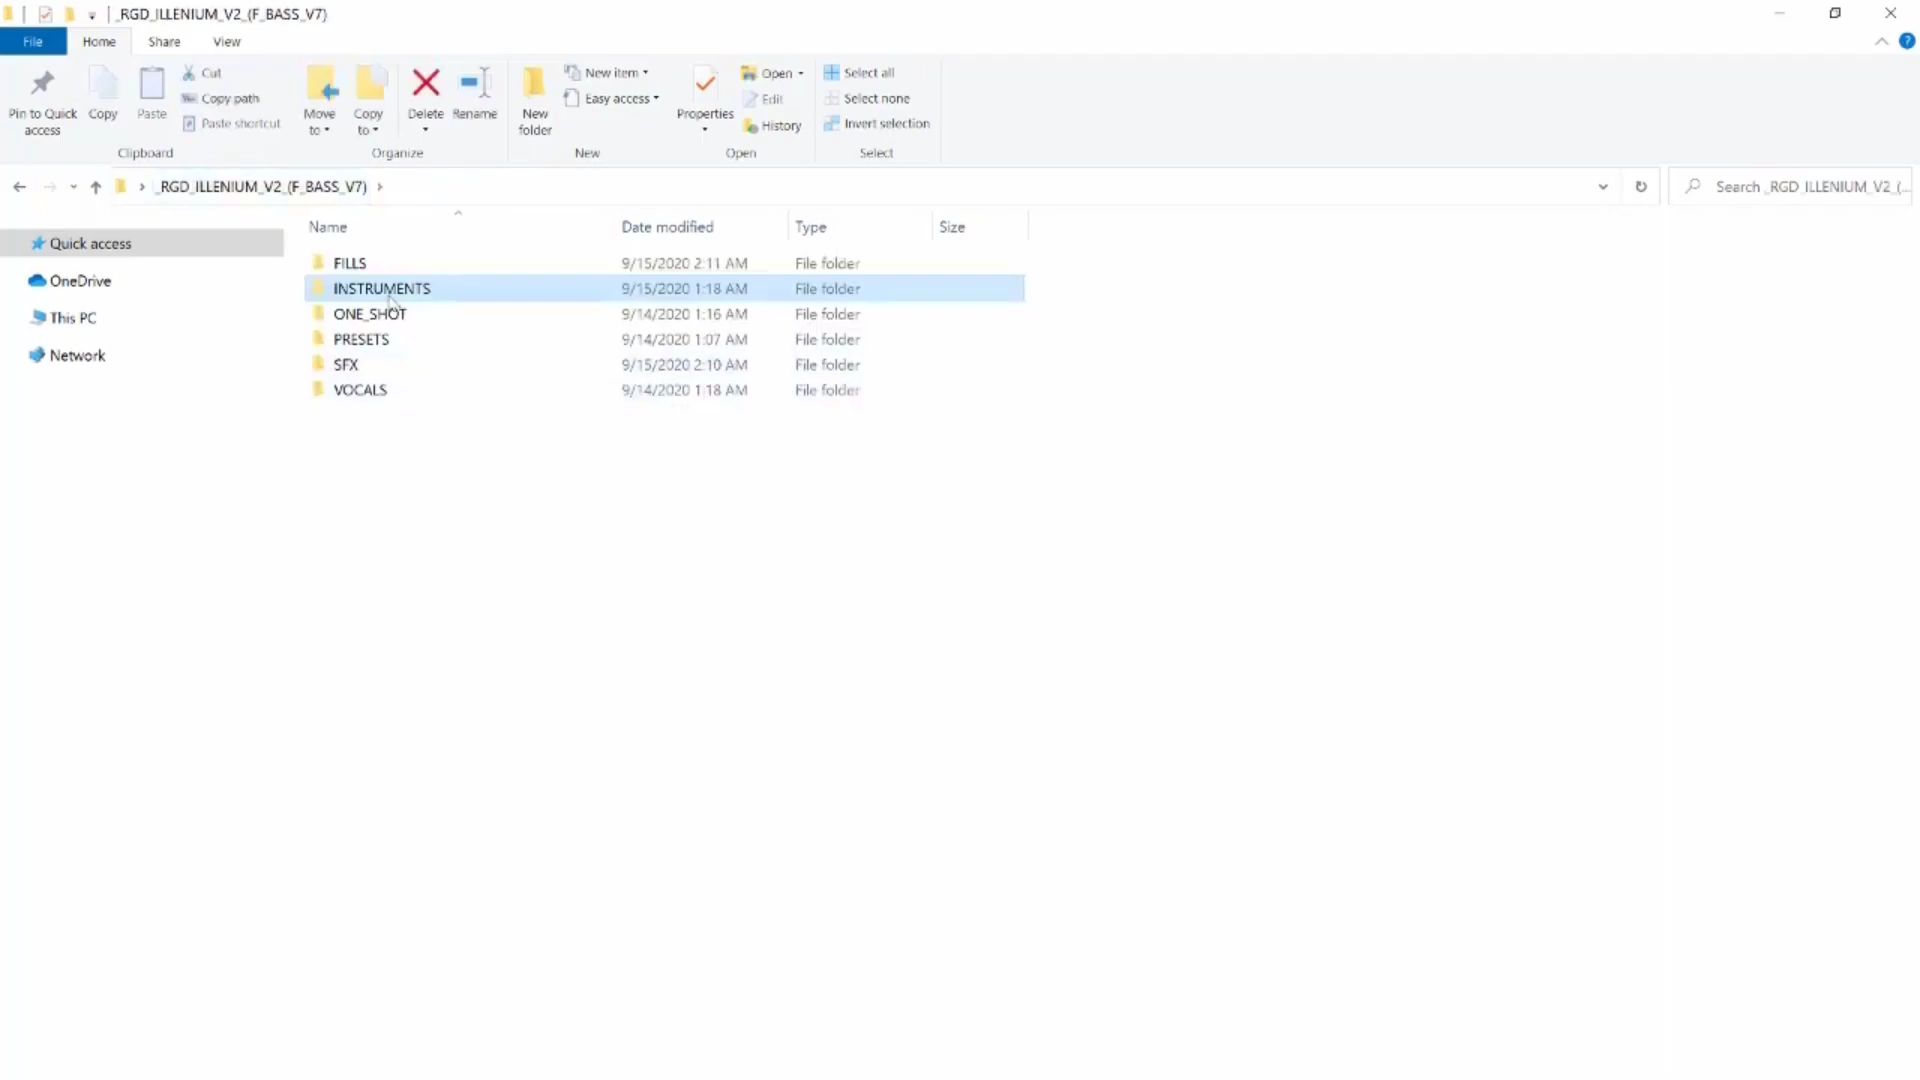 _RGD_ILLENIUM_V2_(F_BASS_V7)
File Home Share View
Pin to Quick access
Copy
Paste
Cut
Copy path
Paste shortcut
Clipboard
Move to
Copy to
Delete
Rename
Organize
New folder
New item
Easy access
New
Properties
Open
Edit
History
Open
Select all
Select none
Invert selection
Select
_RGD_ILLENIUM_V2_(F_BASS_V7)
Search _RGD_ILLENIUM_V2_(...
Quick access
OneDrive
This PC
Network
Name Date modified Type Size
FILLS 9/15/2020 2:11 AM File folder
INSTRUMENTS 9/15/2020 1:18 AM File folder
ONE_SHOT 9/14/2020 1:16 AM File folder
PRESETS 9/14/2020 1:07 AM File folder
SFX 9/15/2020 2:10 AM File folder
VOCALS 9/14/2020 1:18 AM File folder